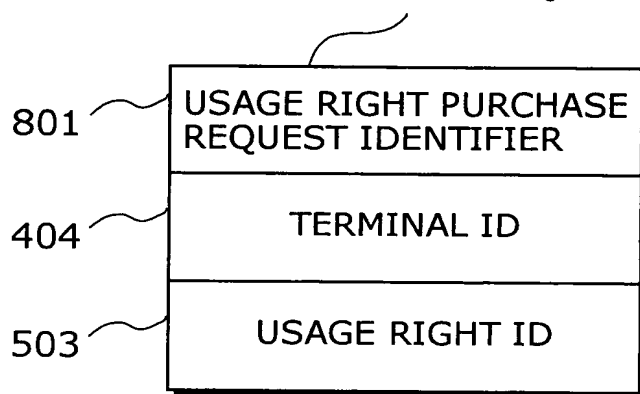 801
USAGE RIGHT PURCHASE
REQUEST IDENTIFIER
404
TERMINAL ID
503
USAGE RIGHT ID